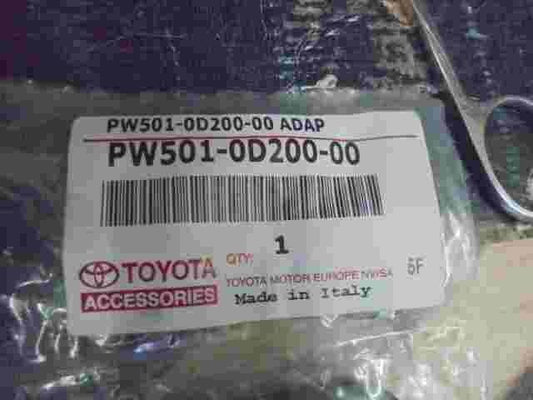 PW501-0D200-00 ADAP
PW501-0D200-00
QTY: 1
TOYOTA
ACCESSORIES
TOYOTA MOTOR EUROPE NV/SA
Made in Italy